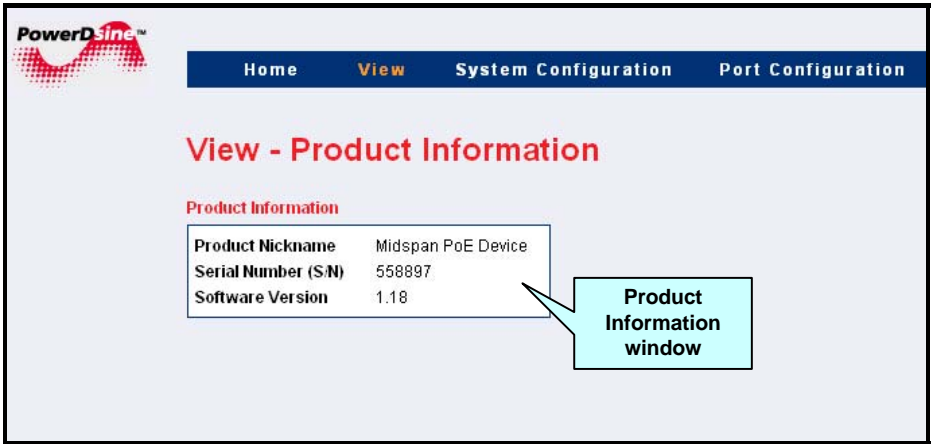 PowerDsine™
Home View System Configuration Port Configuration
View - Product Information
Product Information
Product Nickname Midspan PoE Device
Serial Number (S/N) 558897
Software Version 1.18
Product
Information
window